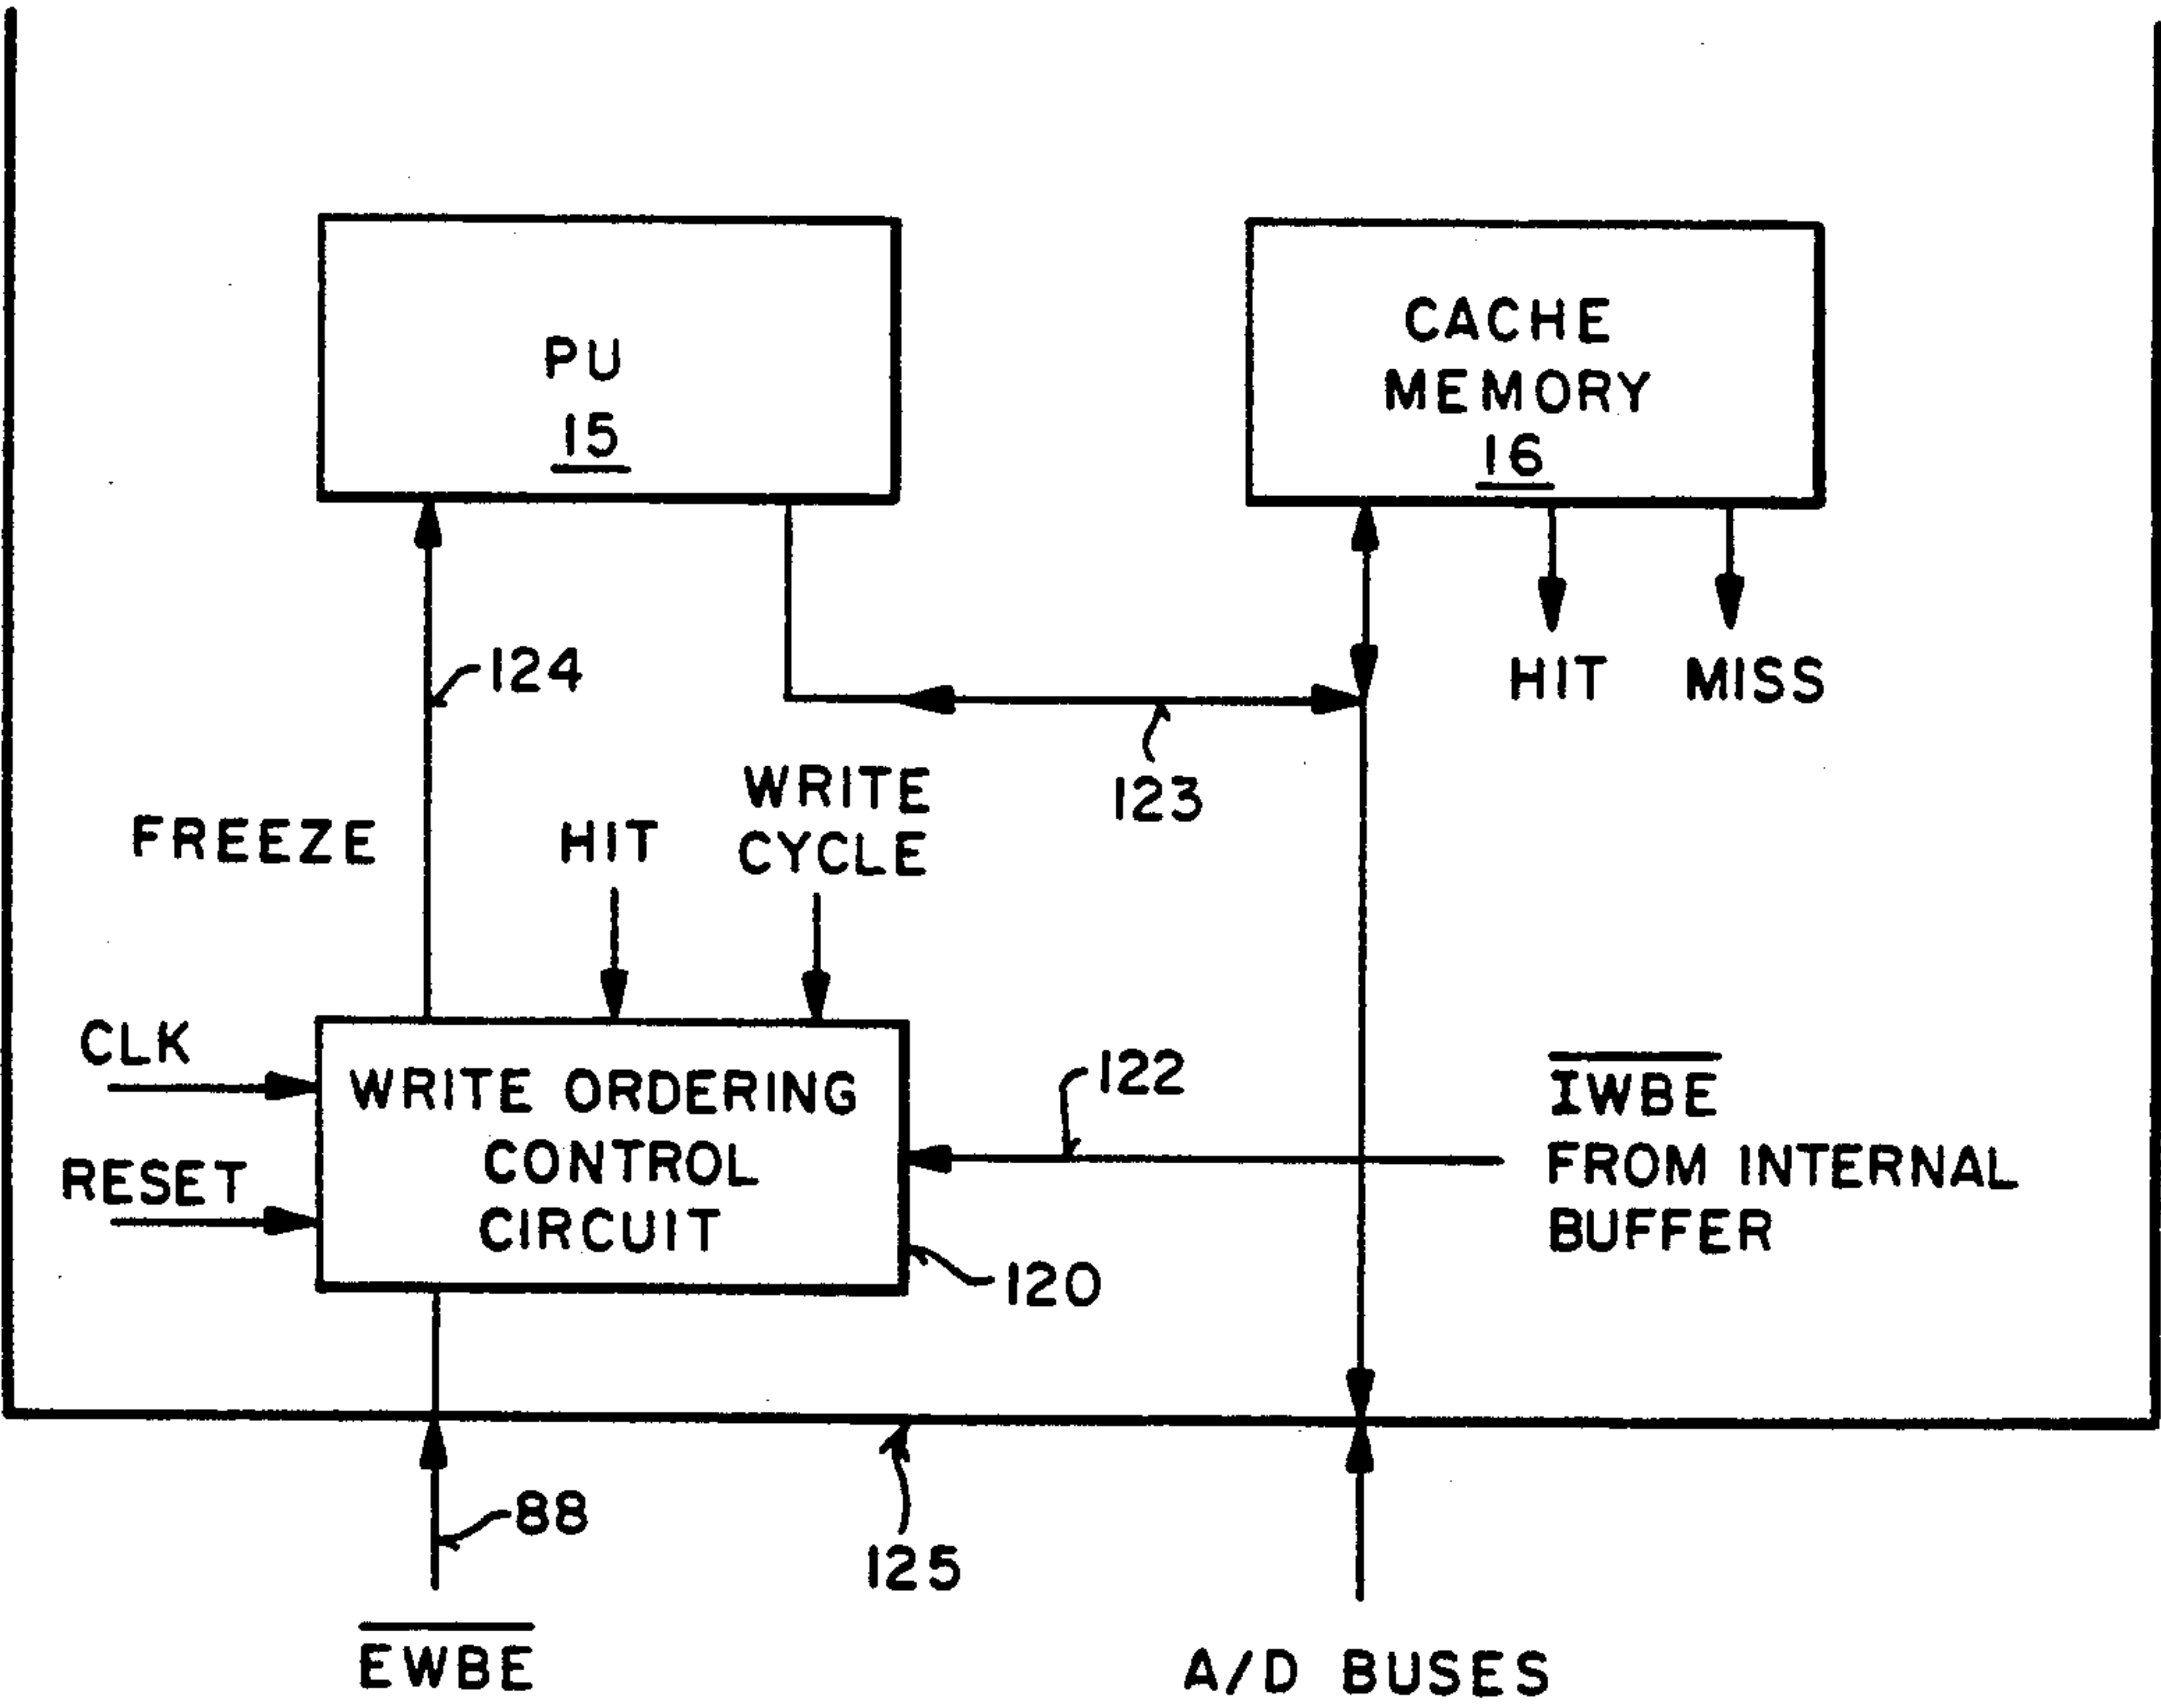 PU
15
CACHE
MEMORY
16
HIT MISS
124
123
FREEZE
HIT
WRITE
CYCLE
CLK
RESET
WRITE ORDERING
CONTROL
CIRCUIT
122
IWBE
FROM INTERNAL
BUFFER
120
88
125
EWBE
A/D BUSES